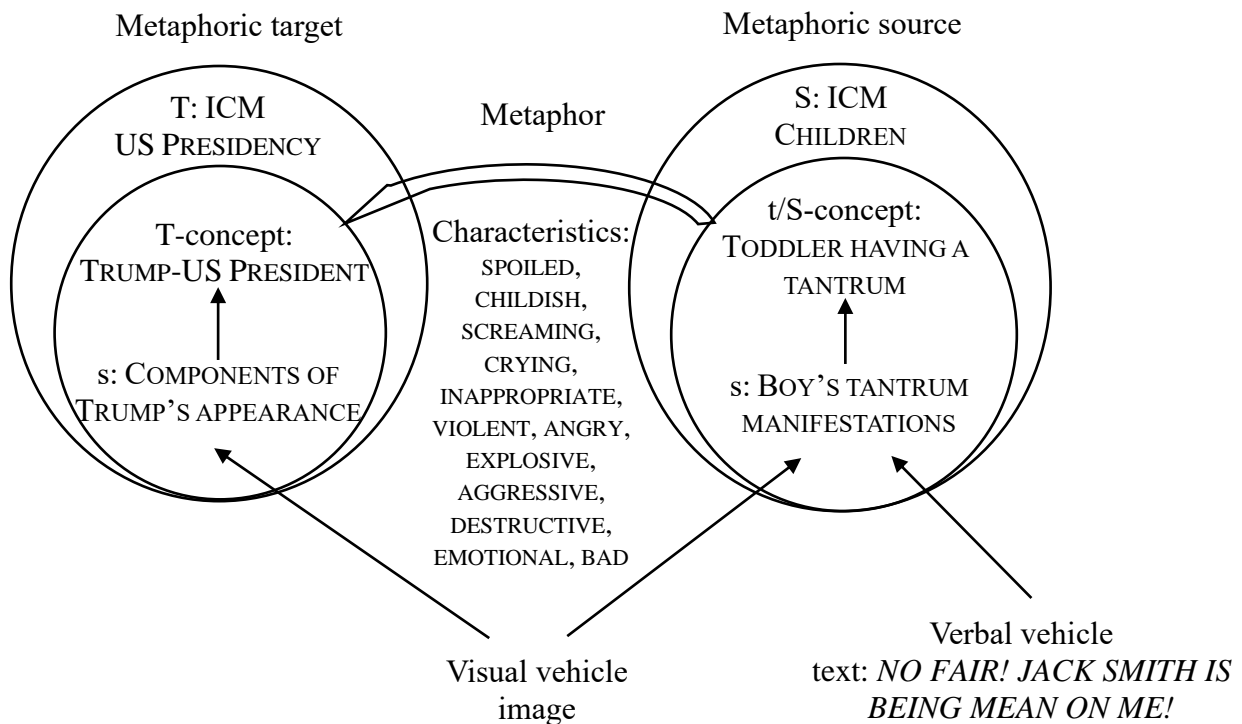 Metaphoric target
Metaphoric source
T: ICM
US PRESIDENCY
Metaphor
S: ICM
CHILDREN
T-concept:
TRUMP-US PRESIDENT
s: COMPONENTS OF
TRUMP’S APPEARANCE
Characteristics:
SPOILED,
CHILDISH,
SCREAMING,
CRYING,
INAPPROPRIATE,
VIOLENT, ANGRY,
EXPLOSIVE,
AGGRESSIVE,
DESTRUCTIVE,
EMOTIONAL, BAD
t/S-concept:
TODDLER HAVING A
TANTRUM
s: BOY’S TANTRUM
MANIFESTATIONS
Visual vehicle
image
Verbal vehicle
text: NO FAIR! JACK SMITH IS
BEING MEAN ON ME!